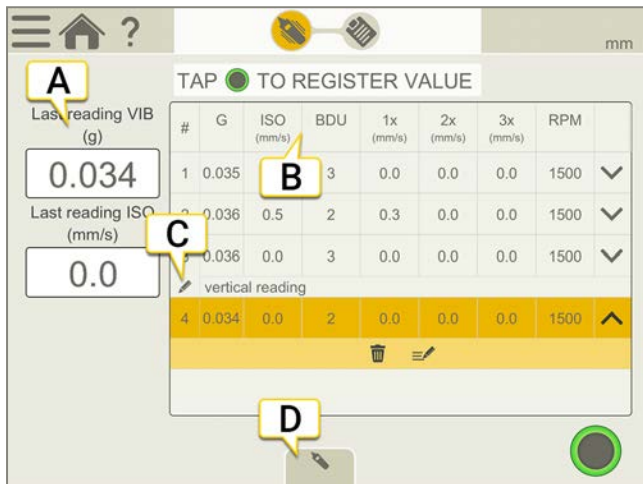 ?
mm
TAP TO REGISTER VALUE
A
Last reading VIB
(g)
0.034
Last reading ISO
(mm/s)
0.0
# G ISO BDU 1x 2x 3x RPM
(mm/s) (mm/s) (mm/s) (mm/s)
B
1 0.035 3 0.0 0.0 0.0 1500
0.036 0.5 2 0.3 0.0 0.0 1500
C
0.036 0.0 3 0.0 0.0 0.0 1500
vertical reading
4 0.034 0.0 2 0.0 0.0 0.0 1500
D